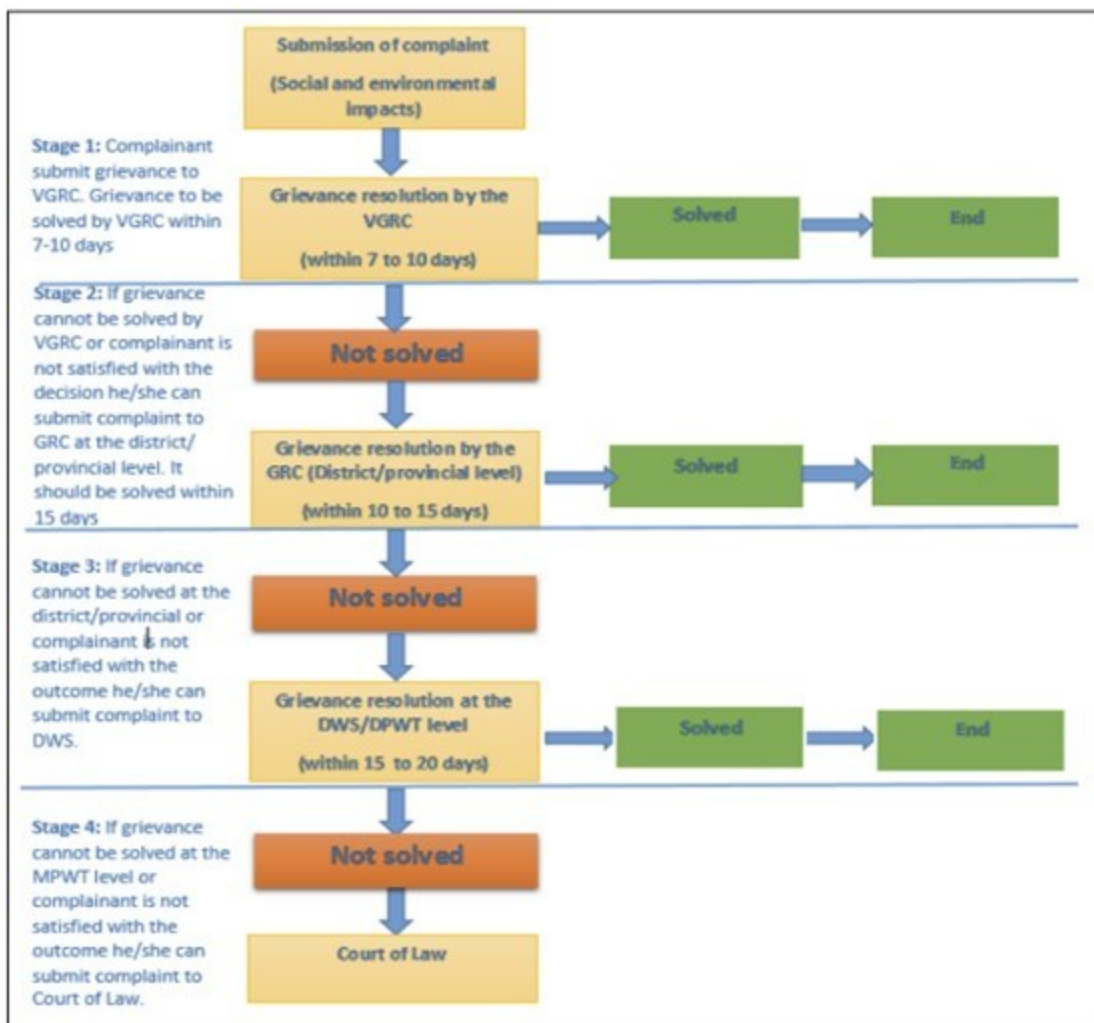 Submission of complaint
(Social and environmental
impacts)
Stage 1: Complainant
submit grievance to
VGRC. Grievance to be
solved by VGRC within
7-10 days
Grievance resolution by the
VGRC
(within 7 to 10 days)
Solved
End
Stage 2: If grievance
cannot be solved by
VGRC or complainant is
not satisfied with the
decision he/she can
submit complaint to
GRC at the district/
provincial level. It
should be solved within
15 days
Not solved
Grievance resolution by the
GRC (District/provincial level)
(within 10 to 15 days)
Solved
End
Stage 3: If grievance
cannot be solved at the
district/provincial or
complainant is not
satisfied with the
outcome he/she can
submit complaint to
DWS.
Not solved
Grievance resolution at the
DWS/DPWT level
(within 15 to 20 days)
Solved
End
Stage 4: If grievance
cannot be solved at the
MPWT level or
complainant is not
satisfied with the
outcome he/she can
submit complaint to
Court of Law.
Not solved
Court of Law